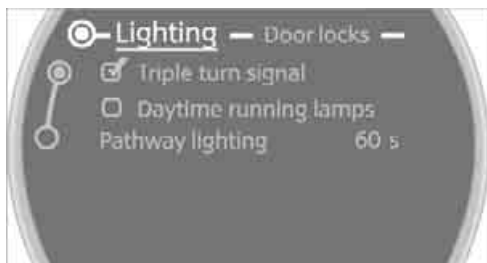 Lighting — Door locks —
Triple turn signal
Daytime running lamps
Pathway lighting 60 s